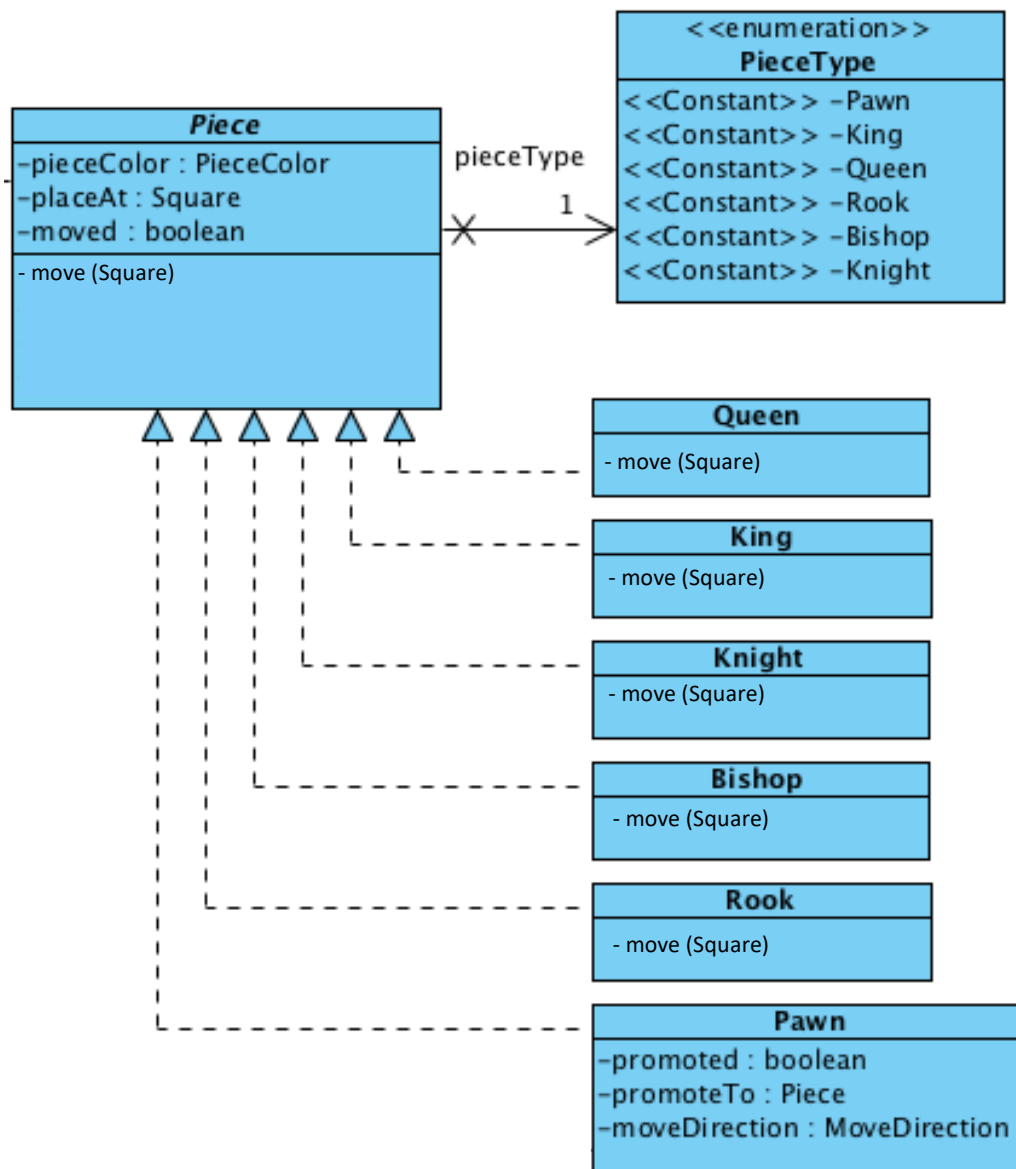 <<enumeration>>
PieceType
<<Constant>> -Pawn
<<Constant>> -King
<<Constant>> -Queen
<<Constant>> -Rook
<<Constant>> -Bishop
<<Constant>> -Knight
Piece
-pieceColor : PieceColor
-placeAt : Square
-moved : boolean
- move (Square)
pieceType
1
Queen
- move (Square)
King
- move (Square)
Knight
- move (Square)
Bishop
- move (Square)
Rook
- move (Square)
Pawn
-promoted : boolean
-promoteTo : Piece
-moveDirection : MoveDirection